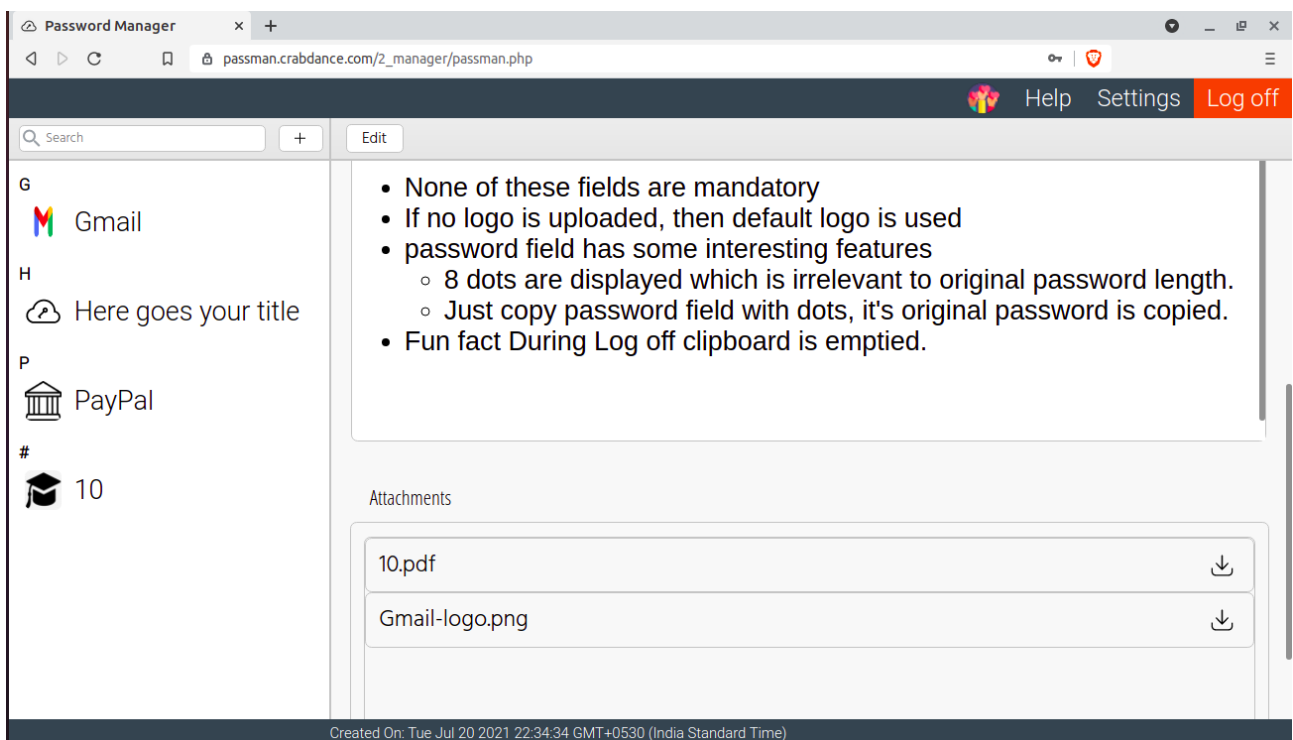 Password Manager
passman.crabdance.com/2_manager/passman.php
Help Settings Log off
Search + Edit
G
Gmail
H
Here goes your title
P
PayPal
#
10
None of these fields are mandatory
If no logo is uploaded, then default logo is used
password field has some interesting features
8 dots are displayed which is irrelevant to original password length.
Just copy password field with dots, it's original password is copied.
Fun fact During Log off clipboard is emptied.
Attachments
10.pdf
Gmail-logo.png
Created On: Tue Jul 20 2021 22:34:34 GMT+0530 (India Standard Time)